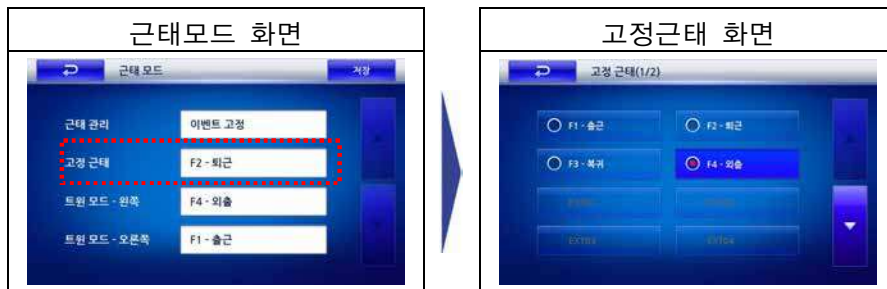 근태모드 화면
근태 모드
저장
근태 관리
이벤트 고정
고정 근태
F2 - 퇴근
트윈 모드 - 왼쪽
F4 - 외출
트윈 모드 - 오른쪽
F1 - 출근
고정근태 화면
고정 근태(1/2)
F1 - 출근
F2 - 퇴근
F3 - 복귀
F4 - 외출
EXT03
EXT04